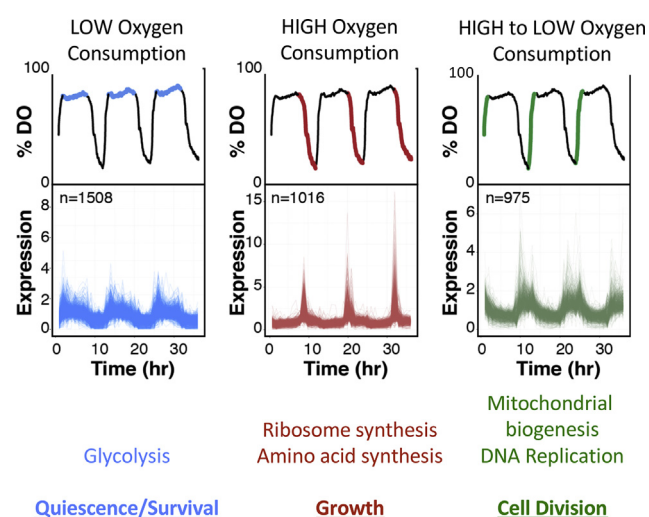 LOW Oxygen
Consumption
HIGH Oxygen
Consumption
HIGH to LOW Oxygen
Consumption
100
% DO
0
100
% DO
0
100
% DO
0
n=1508
8
6
4
2
0
Expression
0 10 20 30
Time (hr)
n=1016
15
10
5
0
Expression
0 10 20 30
Time (hr)
n=975
6
4
2
0
Expression
0 10 20 30
Time (hr)
Glycolysis
Quiescence/Survival
Ribosome synthesis
Amino acid synthesis
Growth
Mitochondrial
biogenesis
DNA Replication
Cell Division